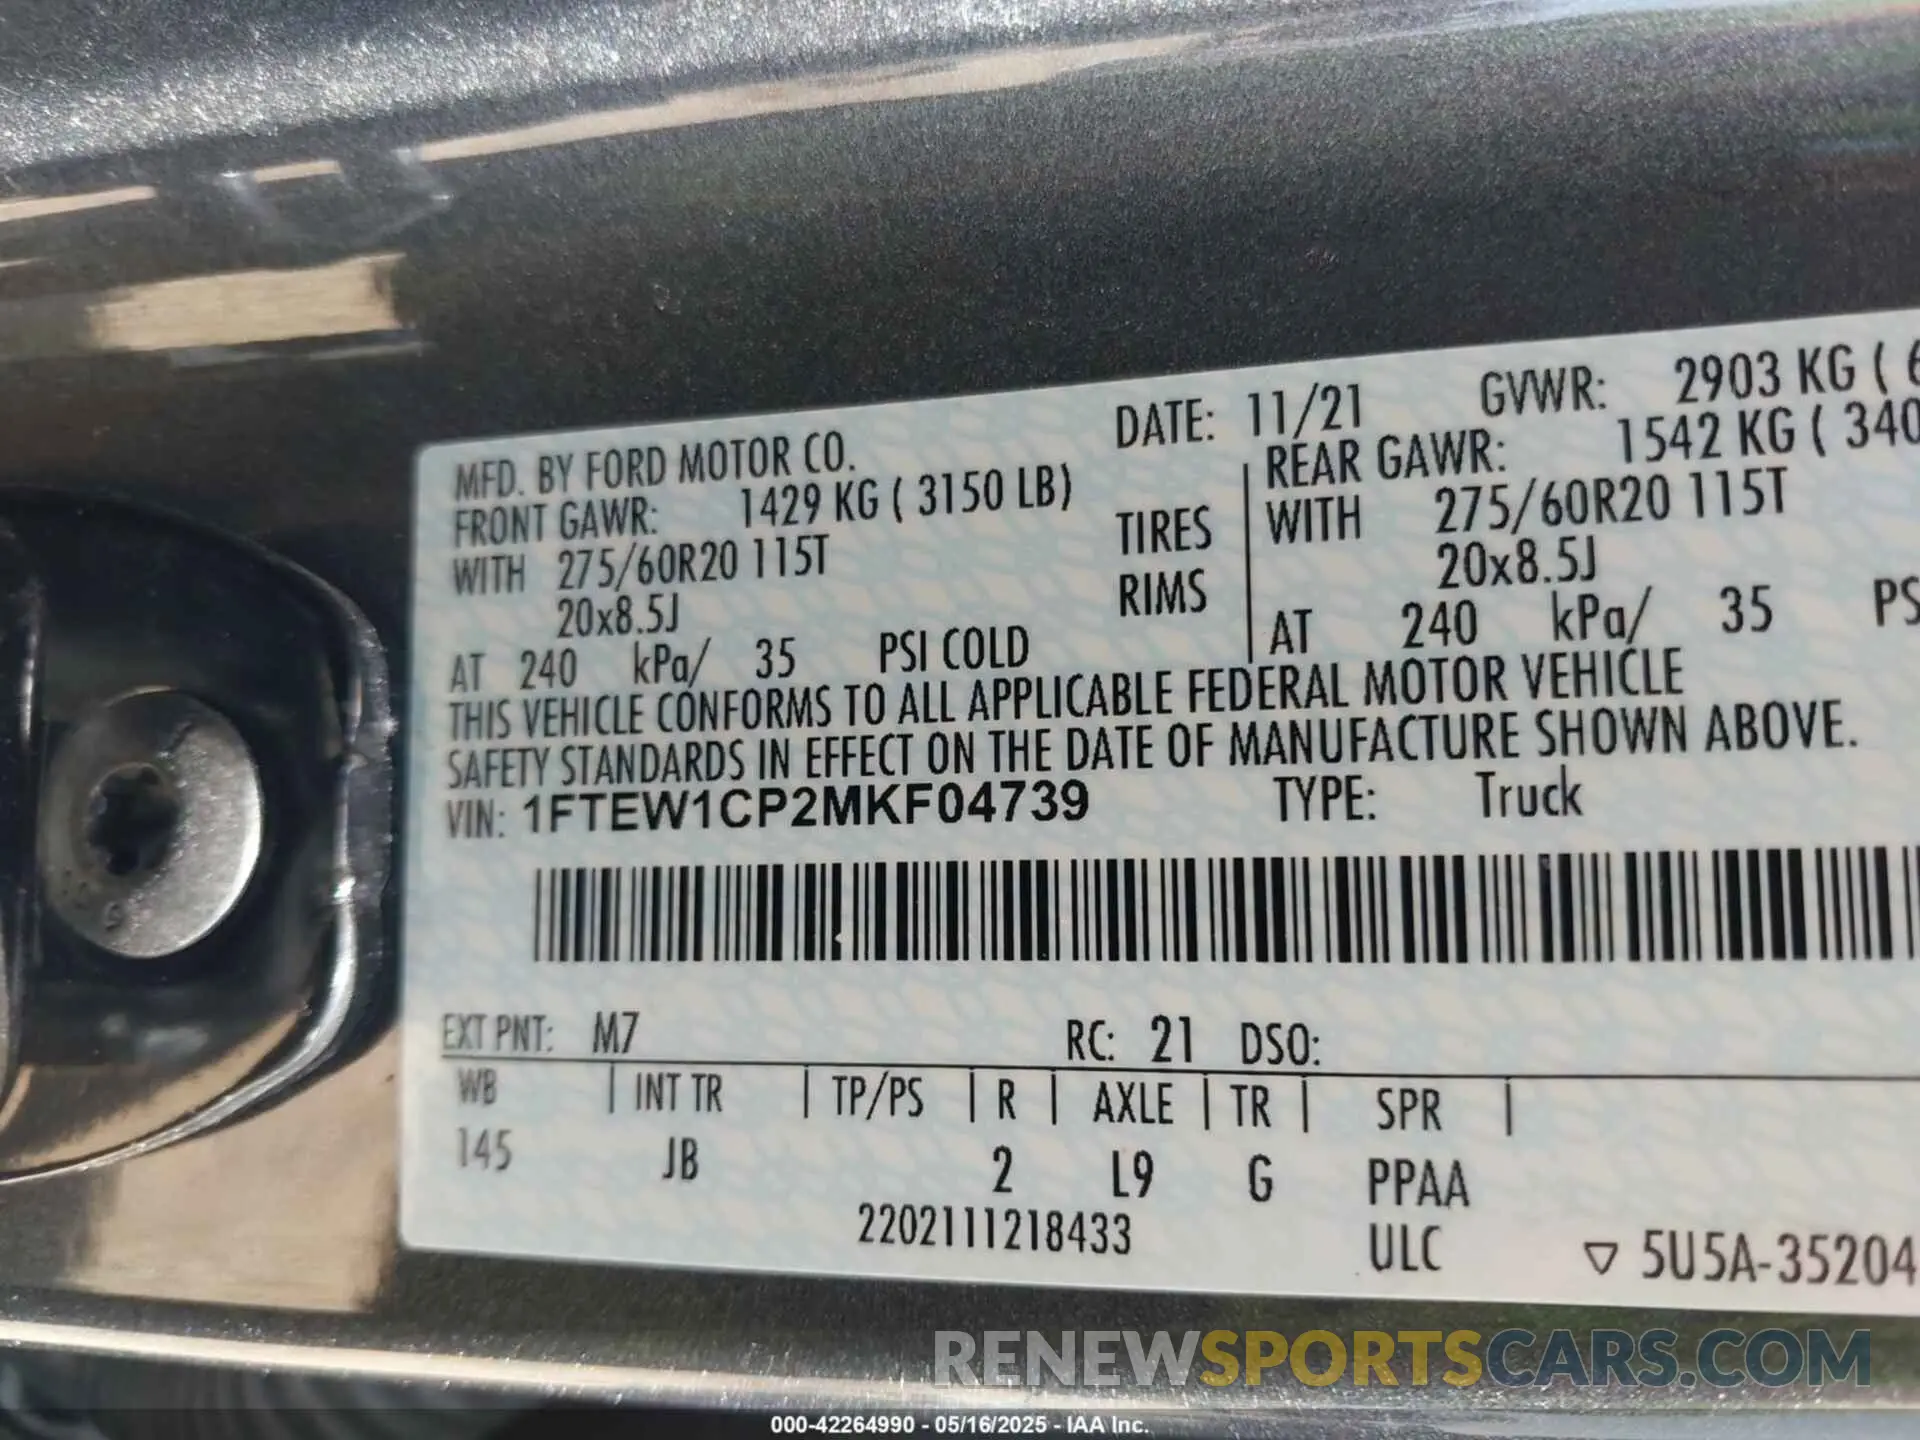 MFD. BY FORD MOTOR CO. DATE: 11/21 GVWR: 2903 KG (
FRONT GAWR: 1429 KG ( 3150 LB) REAR GAWR: 1542 KG ( 340
WITH 275/60R20 115T TIRES WITH 275/60R20 115T
20x8.5J RIMS 20x8.5J
AT 240 kPa/ 35 PSI COLD AT 240 kPa/ 35 PS
THIS VEHICLE CONFORMS TO ALL APPLICABLE FEDERAL MOTOR VEHICLE
SAFETY STANDARDS IN EFFECT ON THE DATE OF MANUFACTURE SHOWN ABOVE.
VIN: 1FTEW1CP2MKF04739 TYPE: Truck
EXT PNT: M7 RC: 21 DSO:
WB | INT TR | TP/PS | R | AXLE | TR | SPR |
145 JB 2 L9 G PPAA
2202111218433 ULC ▽ 5U5A-35204
RENEWSPORTSCARS.COM
000-42264990 - 05/16/2025 - IAA Inc.